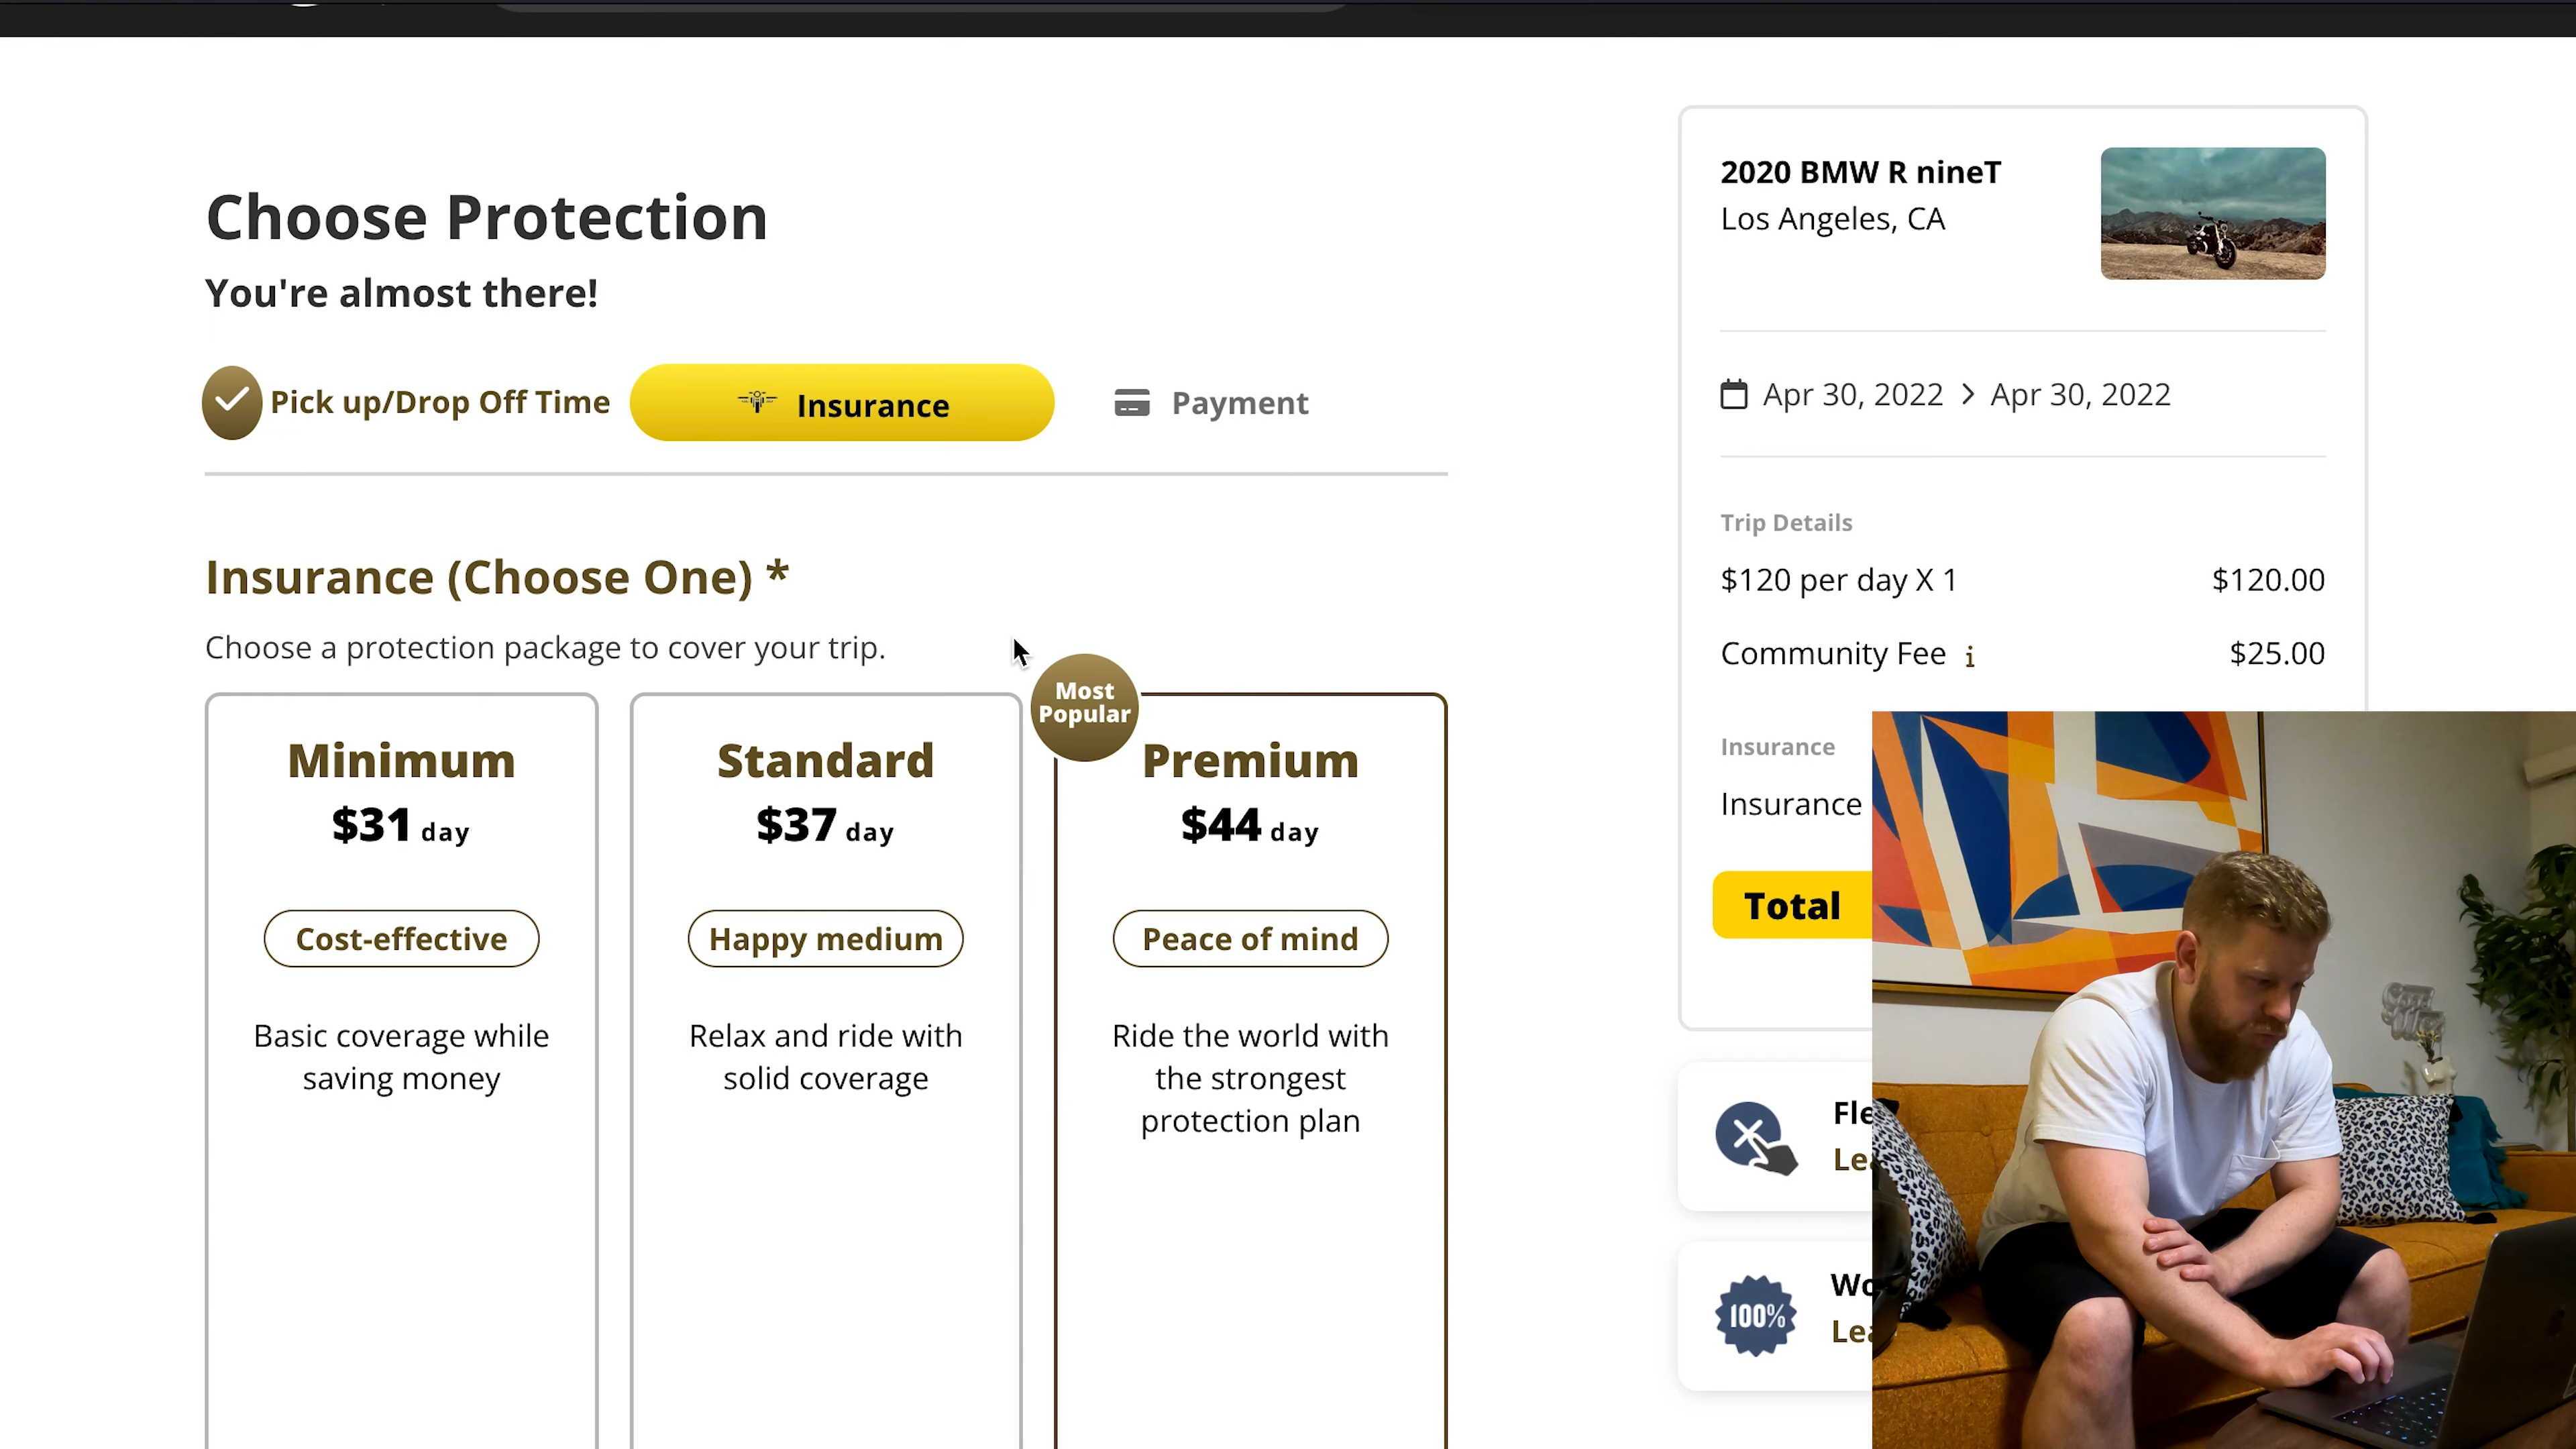 Choose Protection
You're almost there!
Pick up/Drop Off Time
Insurance
Payment
Insurance (Choose One) *
Choose a protection package to cover your trip.
Minimum
$31 day
Cost-effective
Basic coverage while
saving money
Standard
$37 day
Happy medium
Relax and ride with
solid coverage
Most
Popular
Premium
$44 day
Peace of mind
Ride the world with
the strongest
protection plan
2020 BMW R nineT
Los Angeles, CA
Apr 30, 2022 > Apr 30, 2022
Trip Details
$120 per day X 1 $120.00
Community Fee i $25.00
Insurance
Insurance
Total
100%